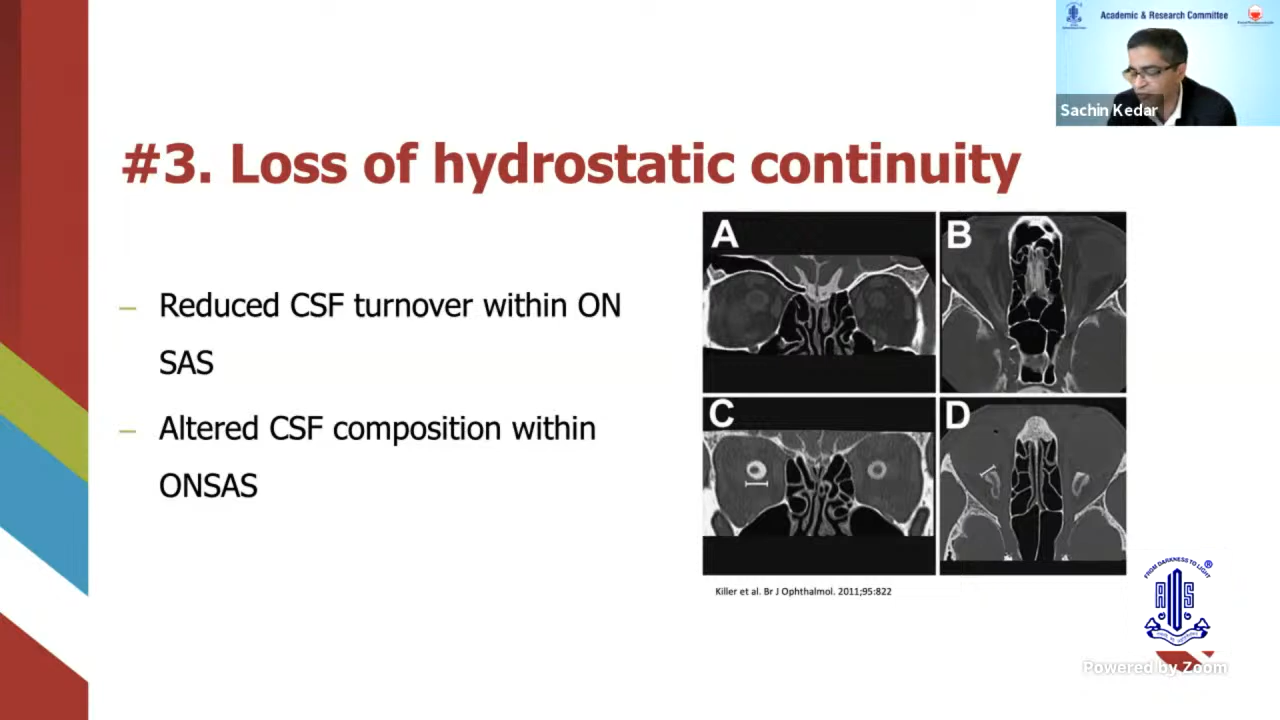 Academic & Research Committee
Sachin Kedar
#3. Loss of hydrostatic continuity
– Reduced CSF turnover within ON
SAS
– Altered CSF composition within
ONSAS
A
B
C
D
Killer et al. Br J Ophthalmol. 2011;95:822
FROM DARKNESS TO LIGHT
AIOS
Powered by Zoom